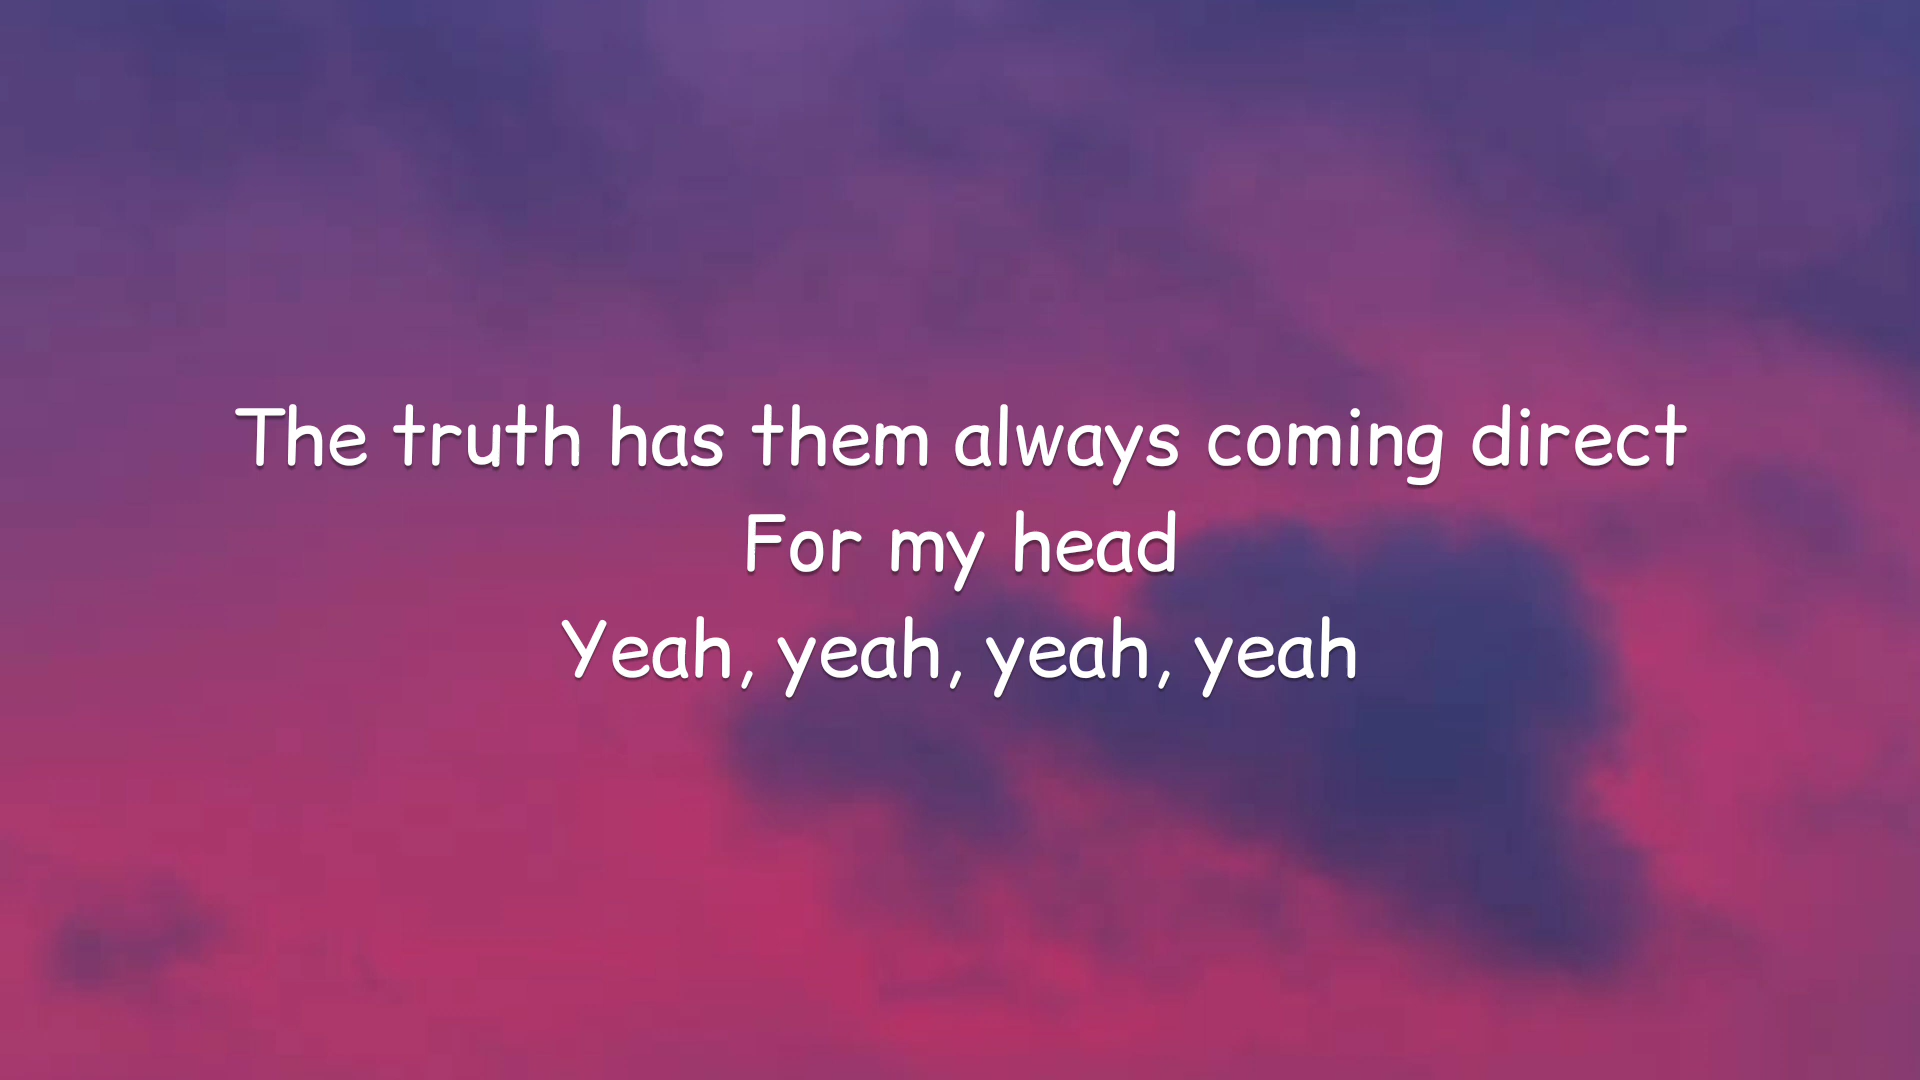 The truth has them always coming direct
For my head
Yeah, yeah, yeah, yeah